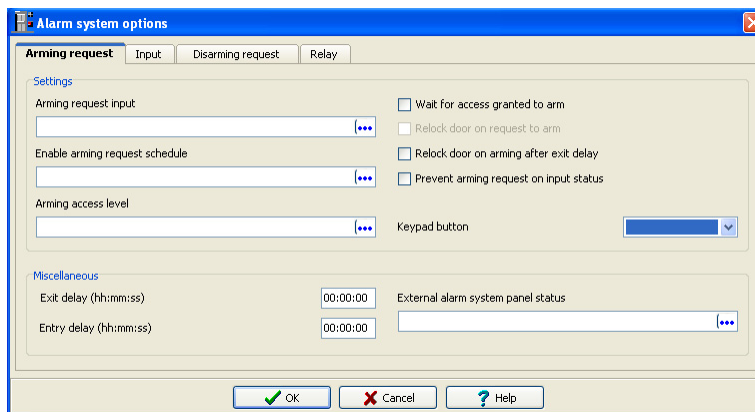 Alarm system options
Arming request Input Disarming request Relay
Settings
Arming request input
Wait for access granted to arm
Relock door on request to arm
Enable arming request schedule
Relock door on arming after exit delay
Prevent arming request on input status
Arming access level
Keypad button
Miscellaneous
Exit delay (hh:mm:ss) 00:00:00 External alarm system panel status
Entry delay (hh:mm:ss) 00:00:00
OK Cancel Help